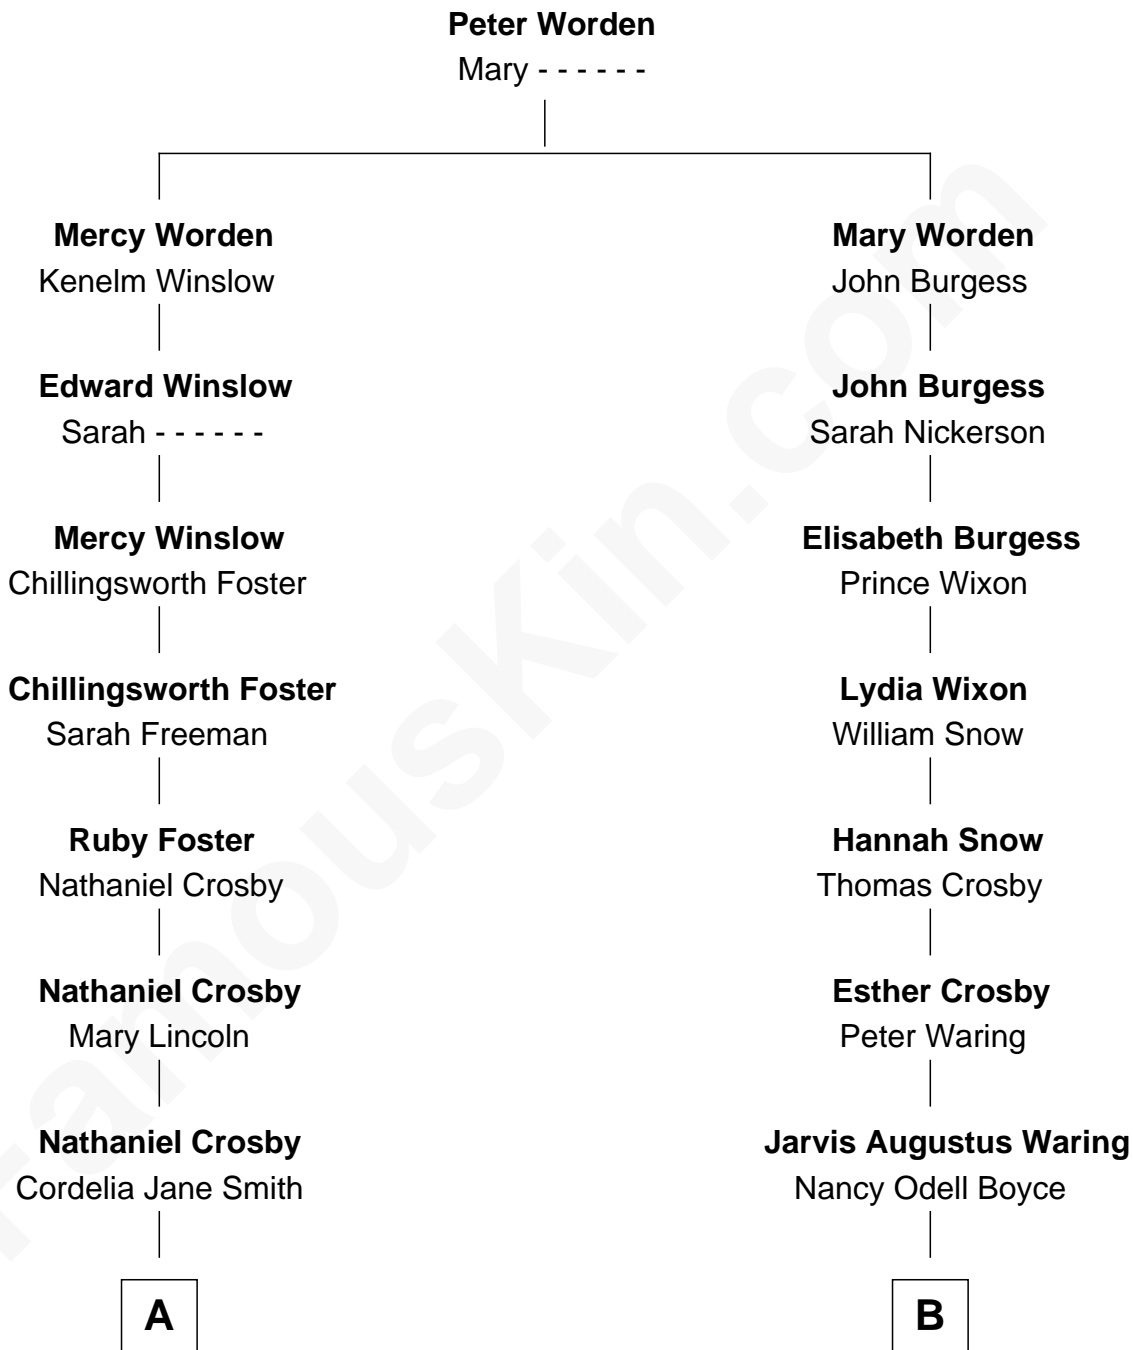 Peter Worden
Mary - - - - - -
Mercy Worden
Kenelm Winslow
Mary Worden
John Burgess
Edward Winslow
Sarah - - - - - -
John Burgess
Sarah Nickerson
Mercy Winslow
Chillingsworth Foster
Elisabeth Burgess
Prince Wixon
Chillingsworth Foster
Sarah Freeman
Lydia Wixon
William Snow
Ruby Foster
Nathaniel Crosby
Hannah Snow
Thomas Crosby
Nathaniel Crosby
Mary Lincoln
Esther Crosby
Peter Waring
Nathaniel Crosby
Cordelia Jane Smith
Jarvis Augustus Waring
Nancy Odell Boyce
A
B
FamousKin.com